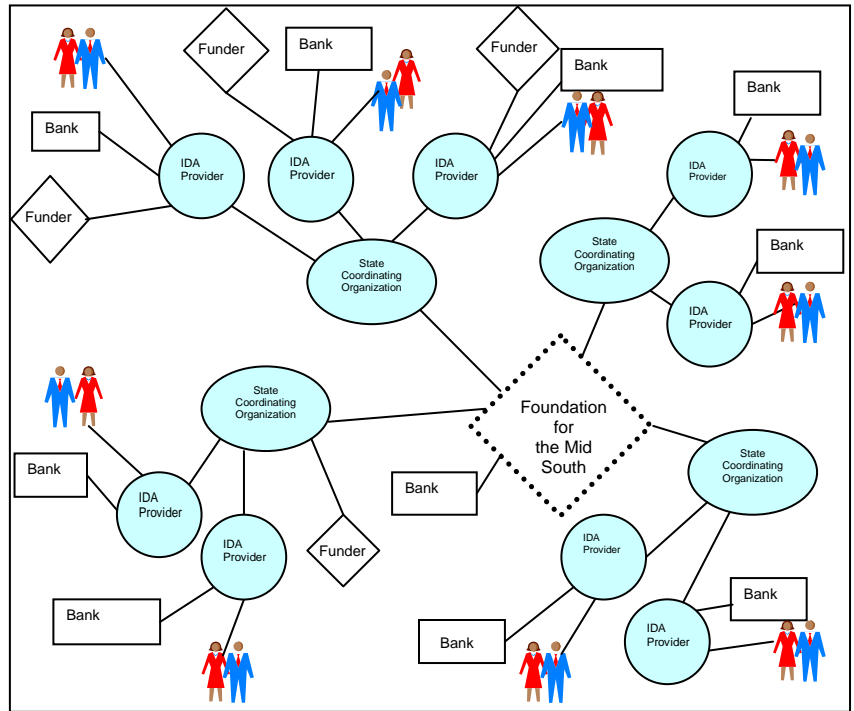 Funder
Bank
Funder
Bank
Bank
Bank
IDA
Provider
IDA
Provider
IDA
Provider
IDA
Provider
Funder
State
Coordinating
Organization
State
Coordinating
Organization
Bank
IDA
Provider
State
Coordinating
Organization
Foundation
for
the Mid
South
State
Coordinating
Organization
Bank
Bank
IDA
Provider
IDA
Provider
Funder
IDA
Provider
Bank
Bank
Bank
IDA
Provider